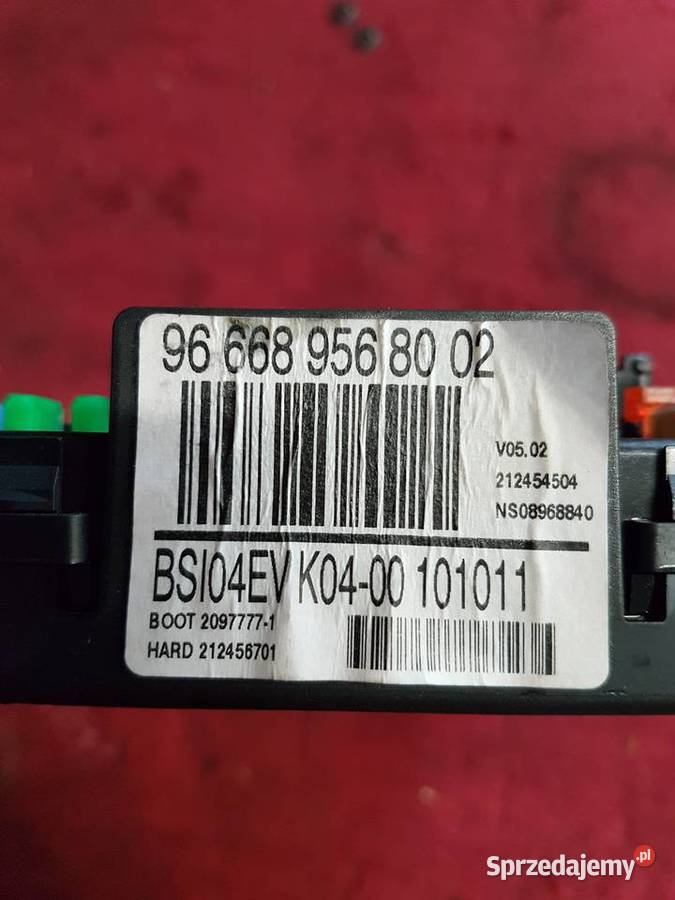 96 668 956 80 02
V05.02
212454504
NS08968840
BSI04EV K04-00 101011
BOOT 2097777-1
HARD 212456701
Sprzedajemy.pl